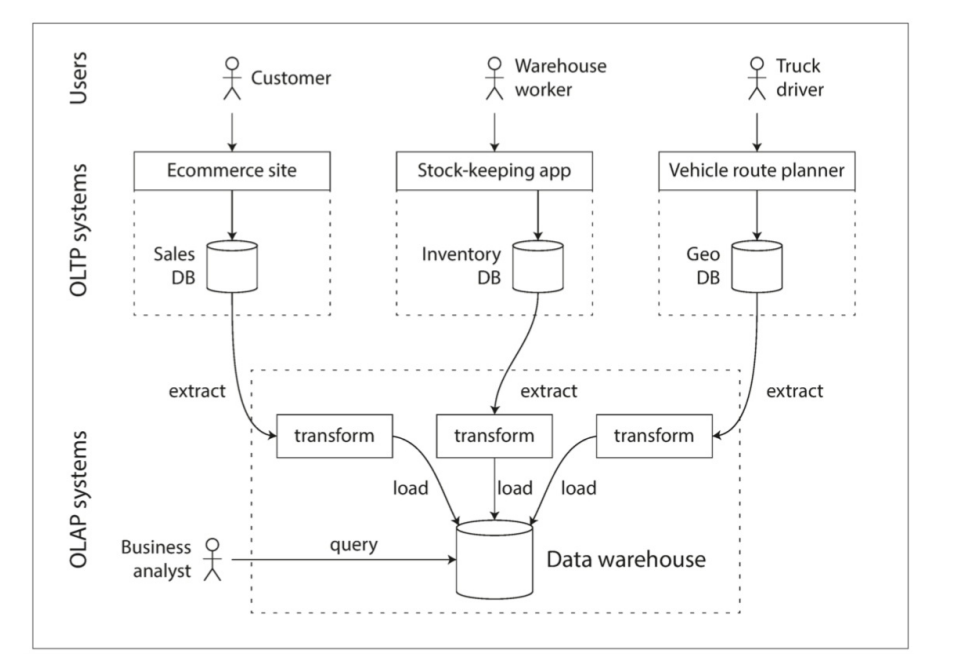 Users
Customer
Warehouse
worker
Truck
driver
OLTP systems
Ecommerce site
Stock-keeping app
Vehicle route planner
Sales
DB
Inventory
DB
Geo
DB
extract
extract
extract
OLAP systems
transform
transform
transform
load
load
load
Business
analyst
query
Data warehouse